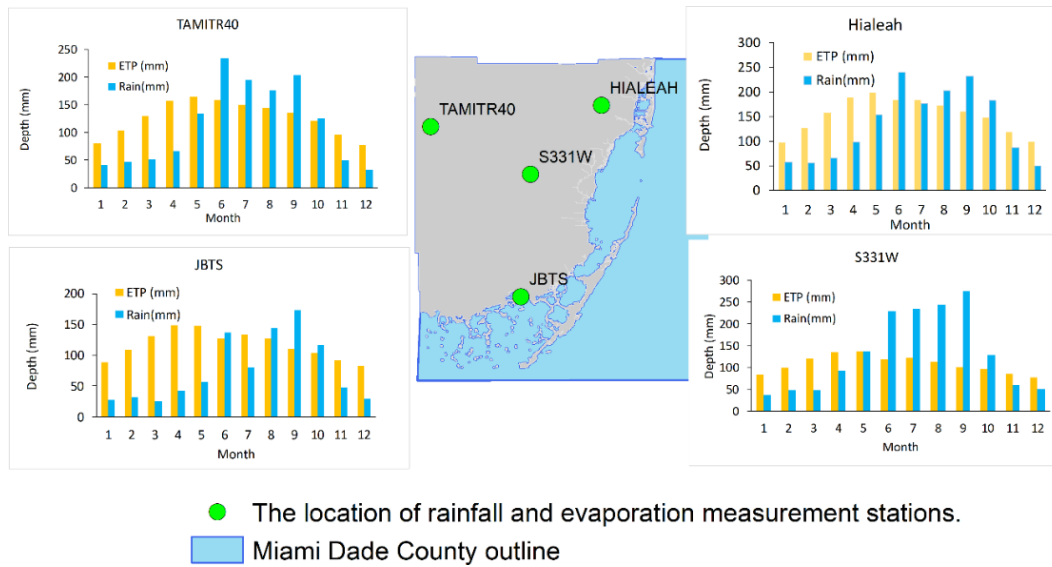 TAMITR40
250
200
150
100
50
0
Depth (mm)
ETP (mm)
Rain(mm)
1 2 3 4 5 6 7 8 9 10 11 12
Month
JBTS
200
150
100
50
0
Depth (mm)
ETP (mm)
Rain(mm)
1 2 3 4 5 6 7 8 9 10 11 12
Month
HIALEAH
TAMITR40
S331W
JBTS
Hialeah
300
250
200
150
100
50
0
Depth (mm)
ETP (mm)
Rain(mm)
1 2 3 4 5 6 7 8 9 10 11 12
Month
S331W
300
250
200
150
100
50
0
Depth (mm)
ETP (mm)
Rain(mm)
1 2 3 4 5 6 7 8 9 10 11 12
Month
The location of rainfall and evaporation measurement stations.
Miami Dade County outline